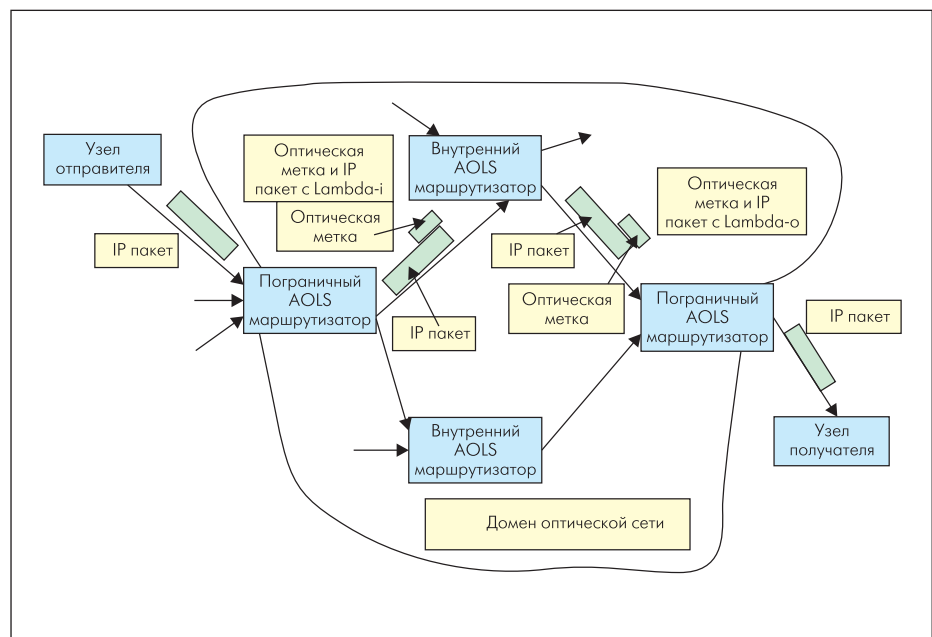 Узел
отправителя
IP пакет
Оптическая
метка и IP
пакет с Lambda-i
Оптическая
метка
Внутренний
AOLS
маршрутизатор
Оптическая
метка и IP
пакет с Lambda-o
IP пакет
Оптическая
метка
Пограничный
AOLS
маршрутизатор
IP пакет
Пограничный
AOLS
маршрутизатор
IP пакет
Внутренний
AOLS
маршрутизатор
Узел
получателя
Домен оптической сети